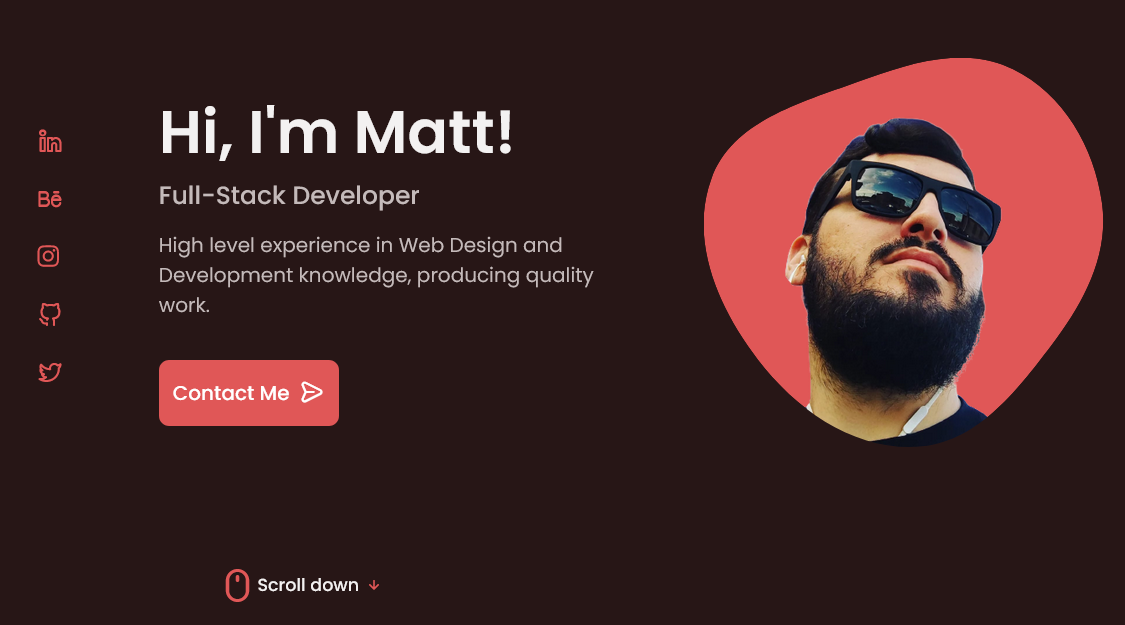 Hi, I'm Matt!
Full-Stack Developer
High level experience in Web Design and
Development knowledge, producing quality
work.
Contact Me
Scroll down